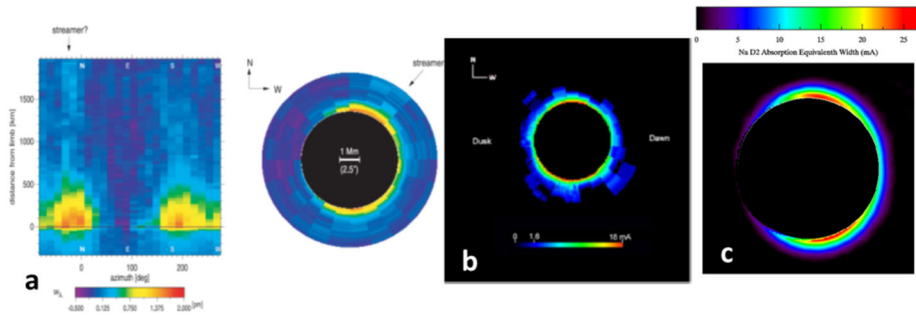 streamer?
N E S W
distance from limb [km]
1500
1000
500
0
N E S W
0 200
azimuth [deg]
W_λ
-0.500 0.125 0.750 1.375 2.000 [pm]
a
N
W
streamer
1 Mm
(2.5")
N
W
Dusk
Dawn
0 1.6 16 mA
b
0 5 10 15 20 25
Na D2 Absorption Equivalenth Width (mA)
c